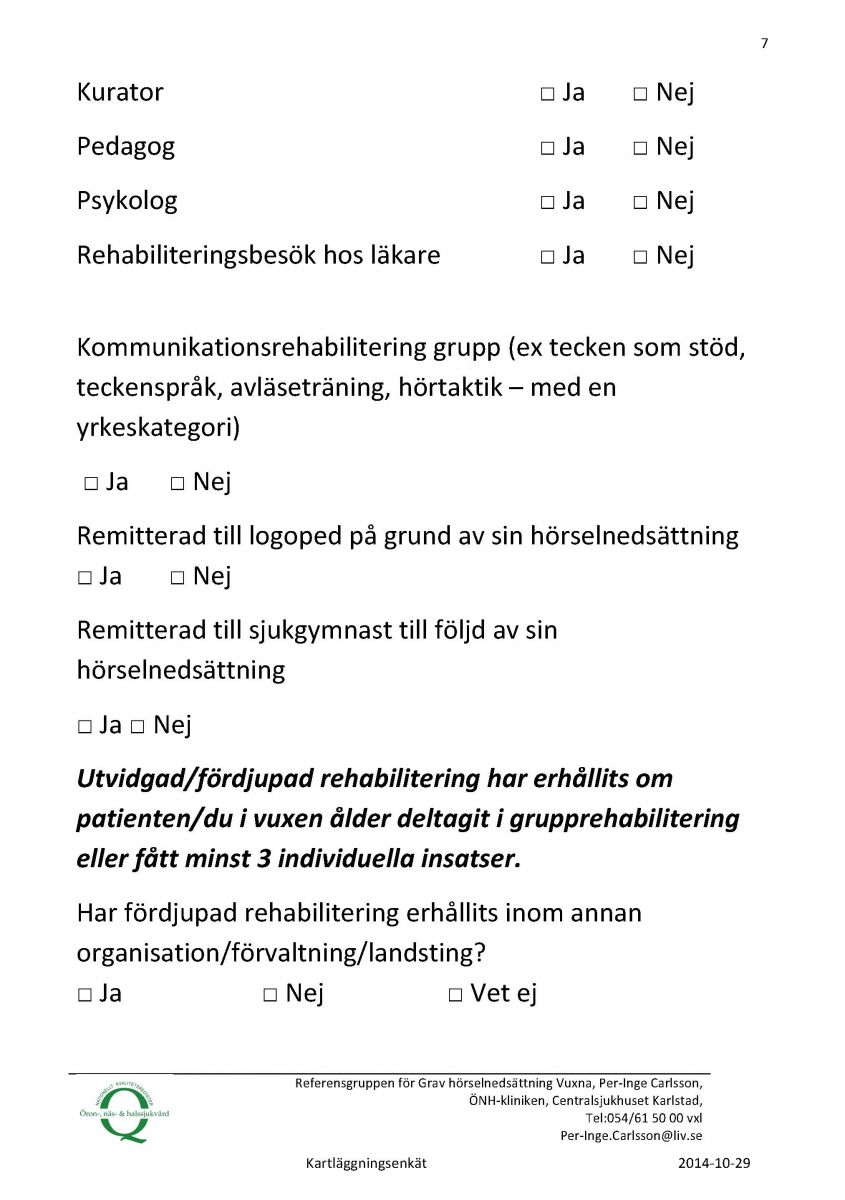 7
Kurator □ Ja □ Nej
Pedagog □ Ja □ Nej
Psykolog □ Ja □ Nej
Rehabiliteringsbesök hos läkare □ Ja □ Nej
Kommunikationsrehabilitering grupp (ex tecken som stöd,
teckenspråk, avläseträning, hörtaktik – med en
yrkeskategori)
□ Ja □ Nej
Remitterad till logoped på grund av sin hörselnedsättning
□ Ja □ Nej
Remitterad till sjukgymnast till följd av sin
hörselnedsättning
□ Ja □ Nej
Utvidgad/fördjupad rehabilitering har erhållits om
patienten/du i vuxen ålder deltagit i grupprehabilitering
eller fått minst 3 individuella insatser.
Har fördjupad rehabilitering erhållits inom annan
organisation/förvaltning/landsting?
□ Ja □ Nej □ Vet ej
NATIONELLT KVALITETSREGISTER
Öron-, näs- & halssjukvård
Q
Referensgruppen för Grav hörselnedsättning Vuxna, Per-Inge Carlsson,
ÖNH-kliniken, Centralsjukhuset Karlstad,
Tel:054/61 50 00 vxl
Per-Inge.Carlsson@liv.se
Kartläggningsenkät 2014-10-29